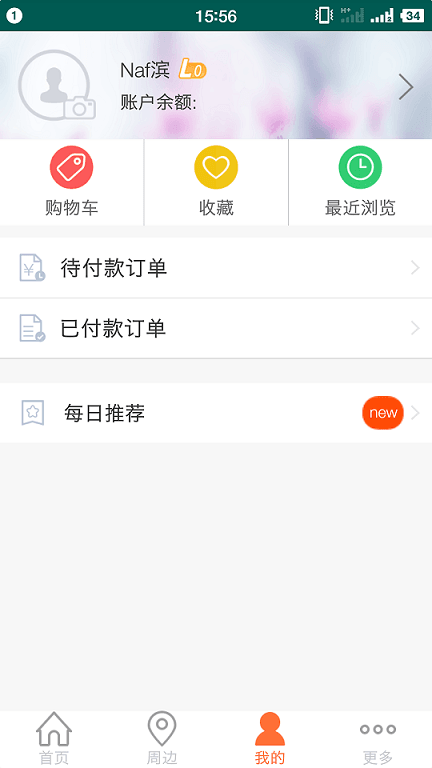 1 15:56 H+ 2 34
Naf滨 L0
账户余额:
购物车 收藏 最近浏览
待付款订单
已付款订单
每日推荐 new
首页 周边 我的 更多